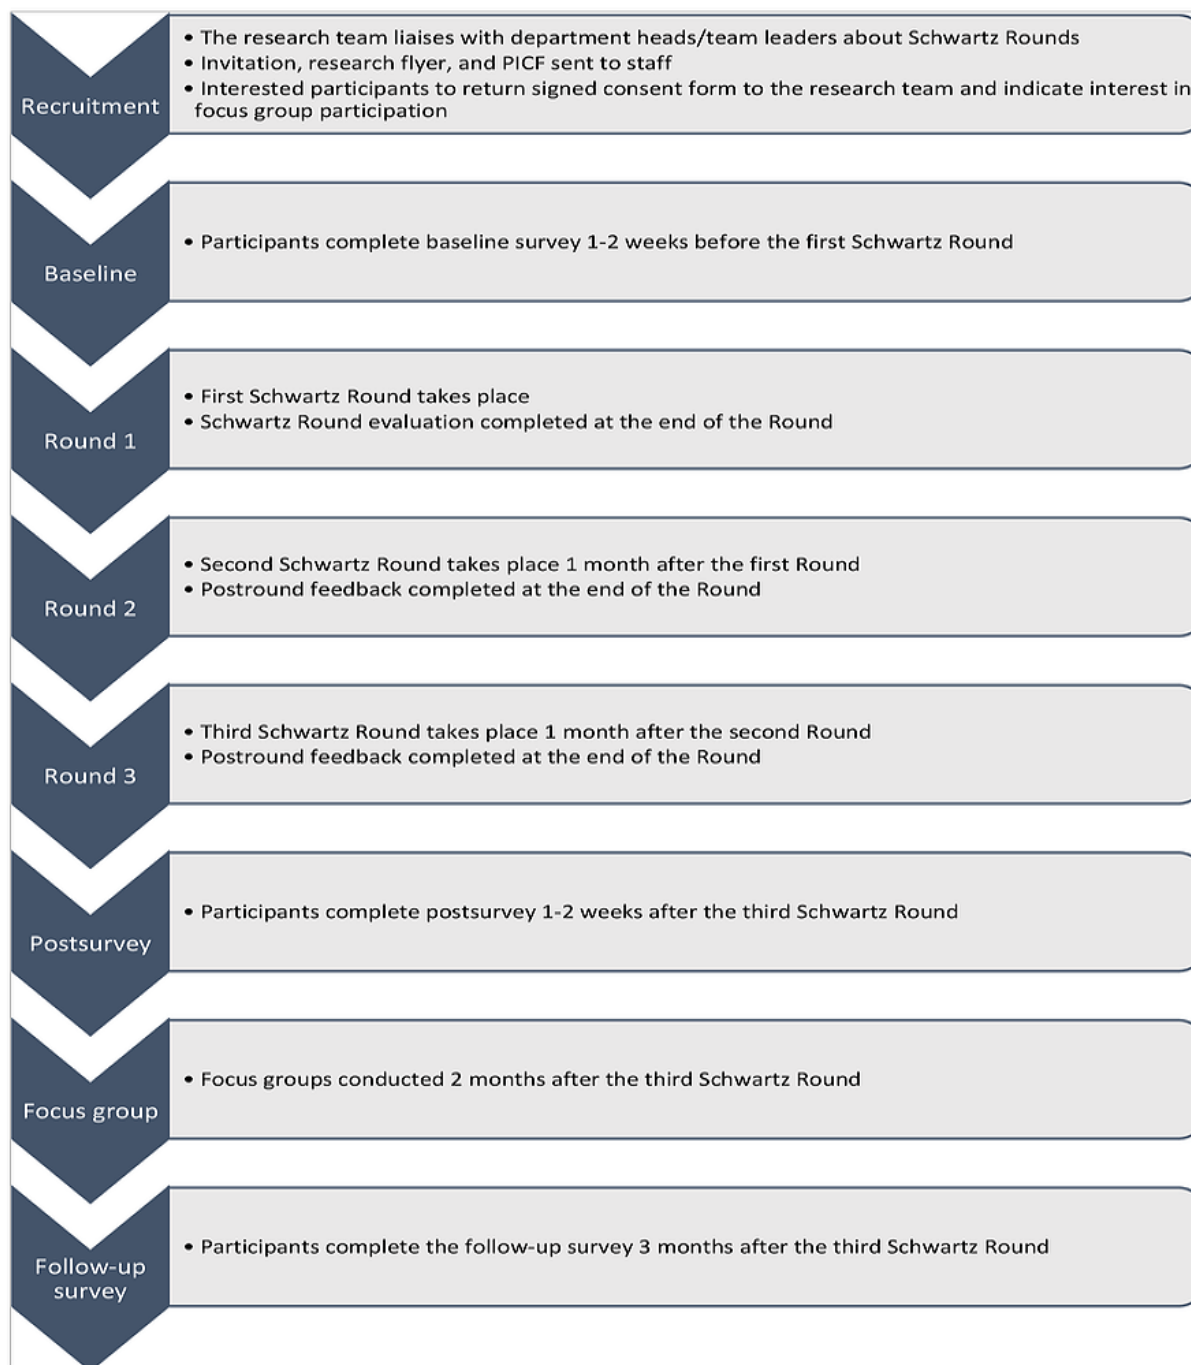 Recruitment
• The research team liaises with department heads/team leaders about Schwartz Rounds
• Invitation, research flyer, and PICF sent to staff
• Interested participants to return signed consent form to the research team and indicate interest in
focus group participation
Baseline
• Participants complete baseline survey 1-2 weeks before the first Schwartz Round
Round 1
• First Schwartz Round takes place
• Schwartz Round evaluation completed at the end of the Round
Round 2
• Second Schwartz Round takes place 1 month after the first Round
• Postround feedback completed at the end of the Round
Round 3
• Third Schwartz Round takes place 1 month after the second Round
• Postround feedback completed at the end of the Round
Postsurvey
• Participants complete postsurvey 1-2 weeks after the third Schwartz Round
Focus group
• Focus groups conducted 2 months after the third Schwartz Round
Follow-up
survey
• Participants complete the follow-up survey 3 months after the third Schwartz Round